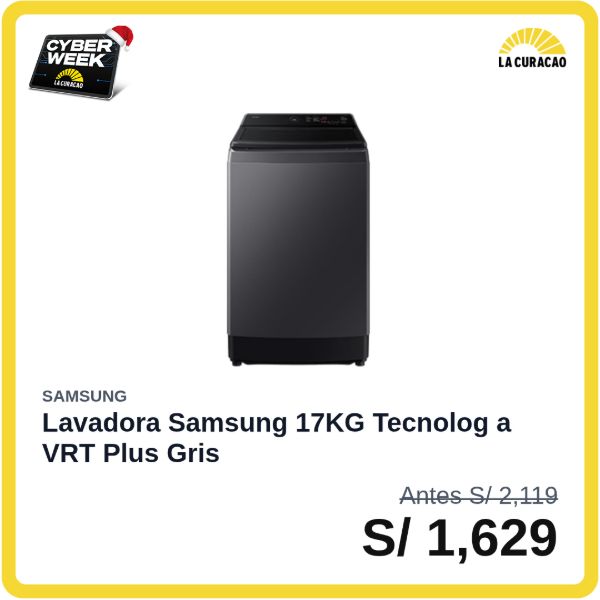 CYBER
WEEK
LA CURACAO
LA CURACAO
SAMSUNG
Lavadora Samsung 17KG Tecnolog a
VRT Plus Gris
Antes S/ 2,119
S/ 1,629